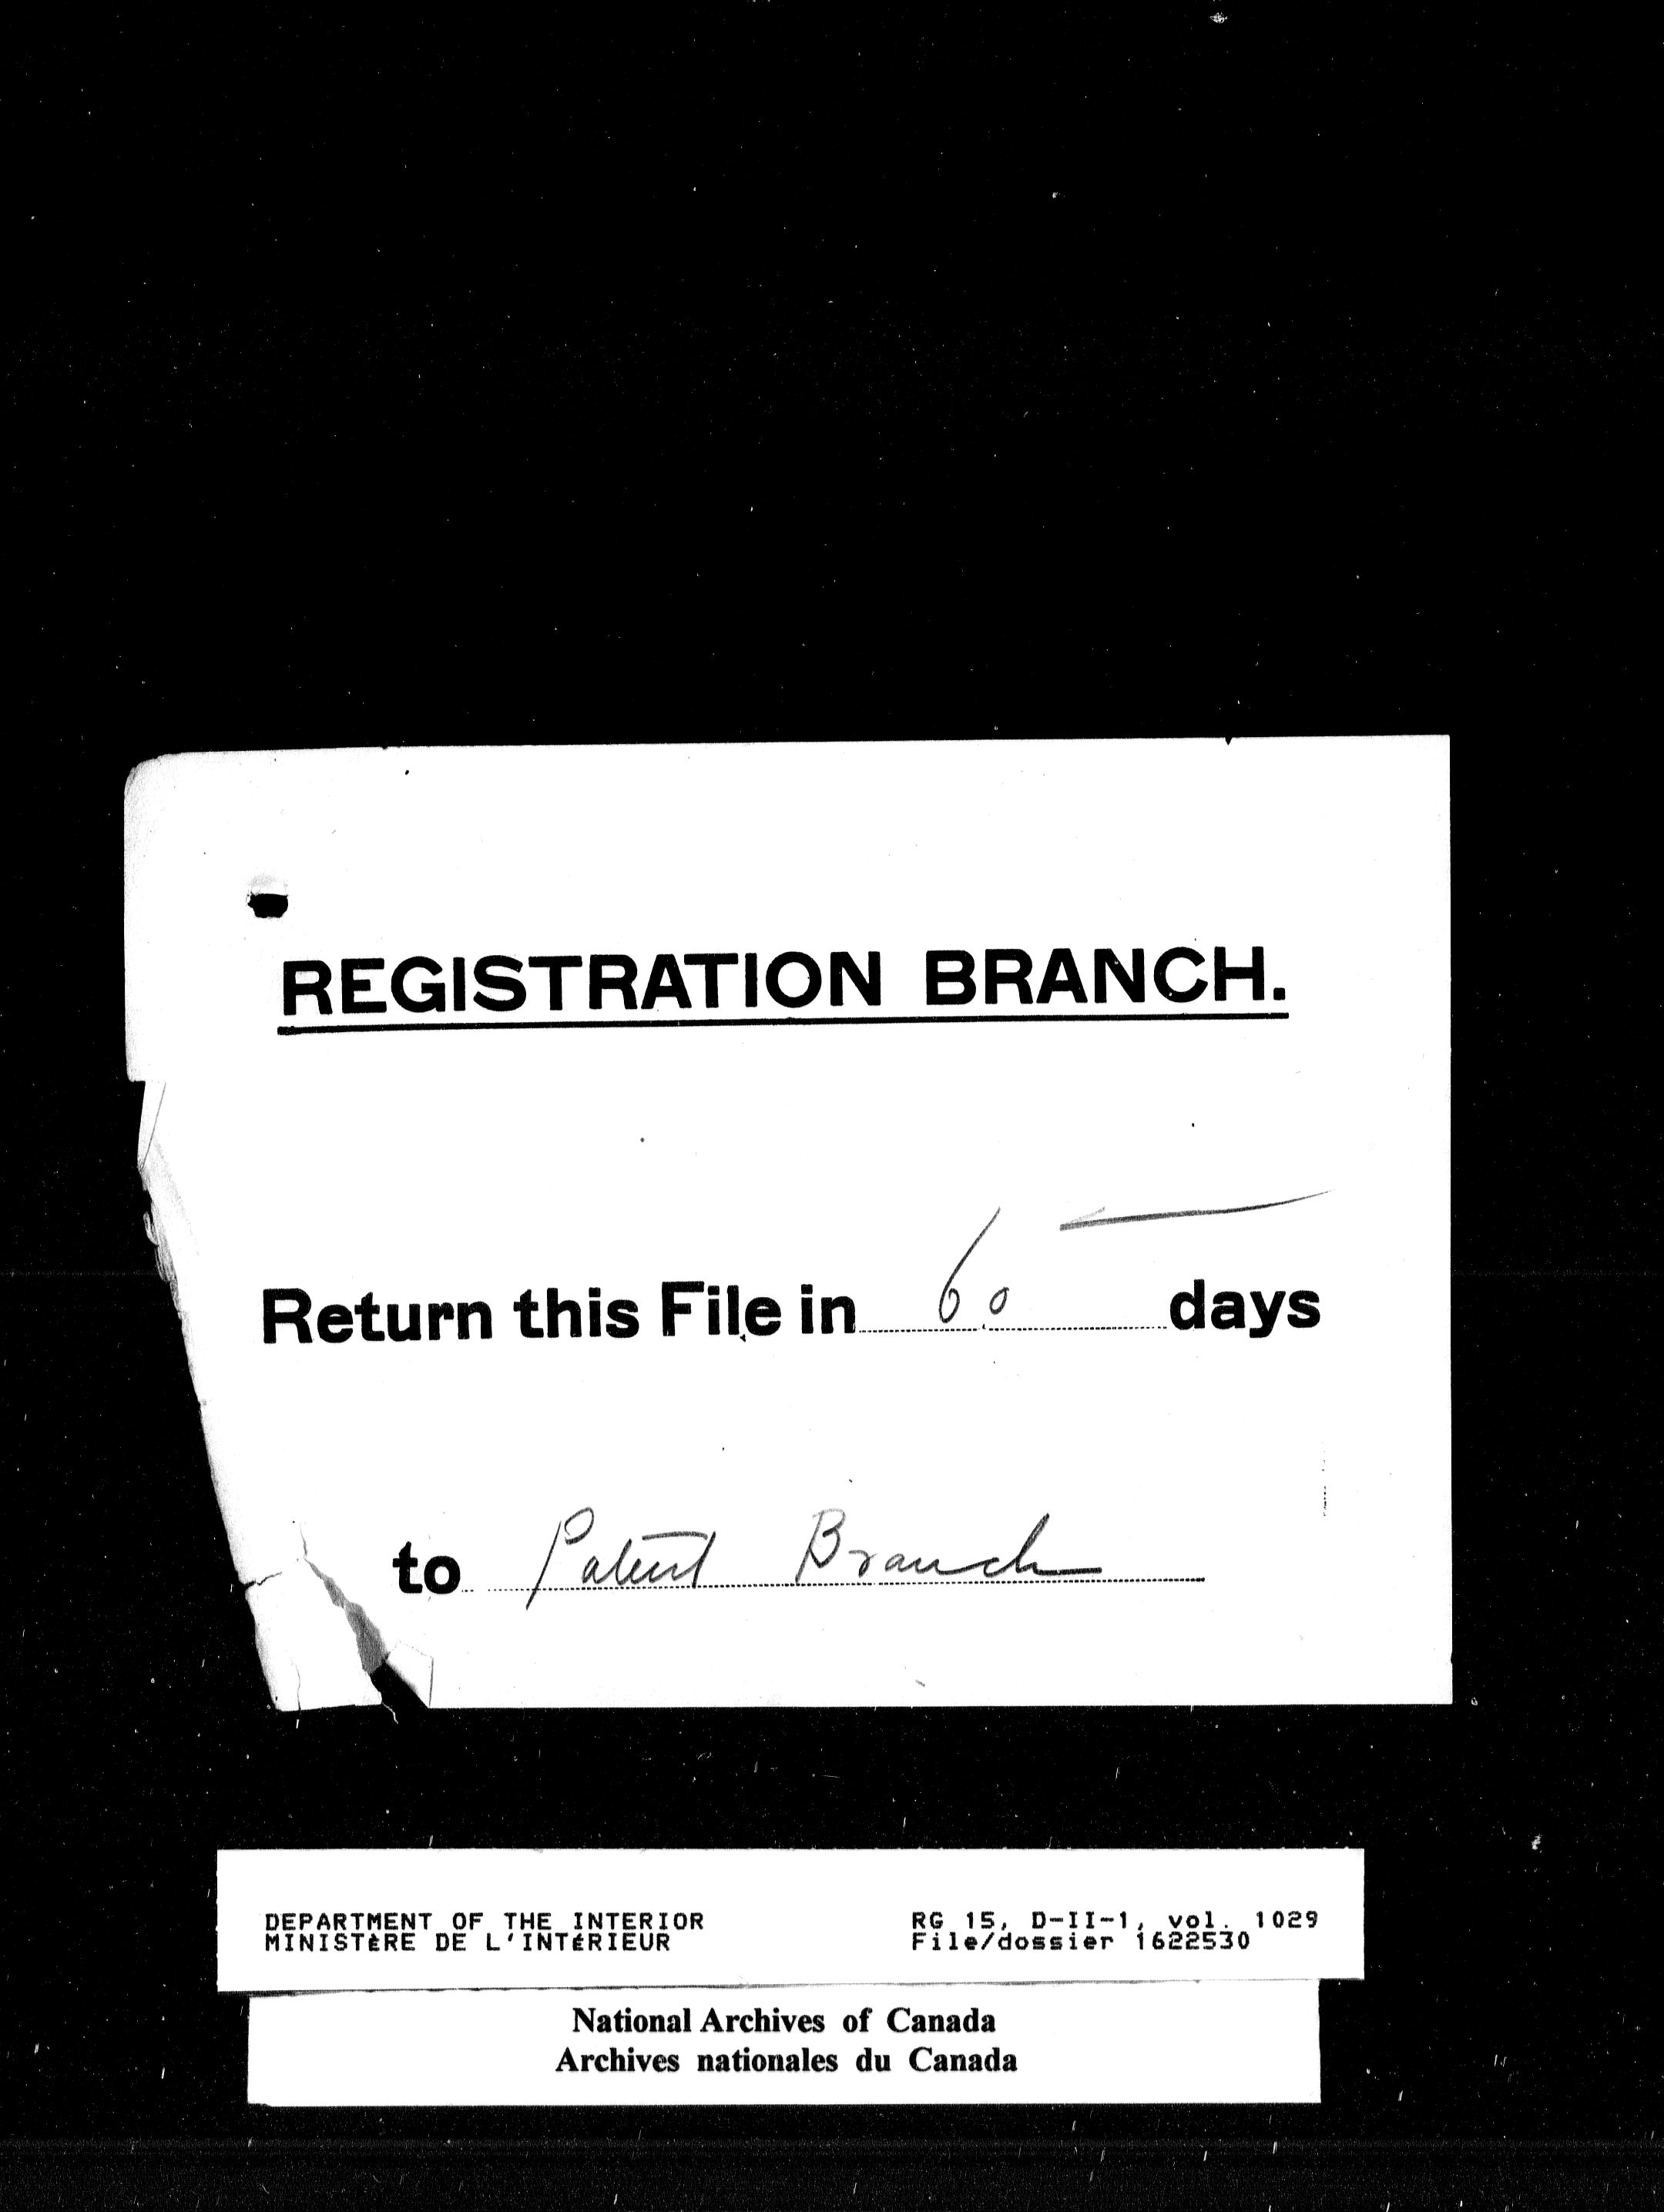 REGISTRATION BRANCH.
Return this File in 60 days
to Patent Branch
DEPARTMENT OF THE INTERIOR
MINISTÈRE DE L'INTÉRIEUR
RG 15, D-II-1, vol. 1029
File/dossier 1622530
National Archives of Canada
Archives nationales du Canada